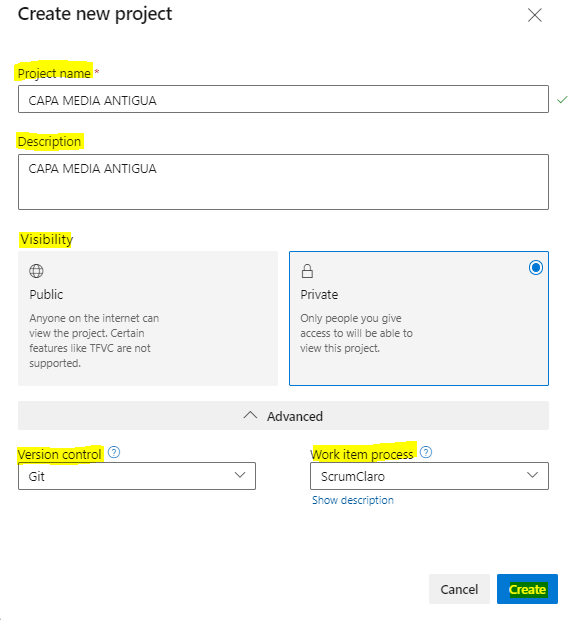 Create new project
Project name *
CAPA MEDIA ANTIGUA
Description
CAPA MEDIA ANTIGUA
Visibility
Public
Anyone on the internet can
view the project. Certain
features like TFVC are not
supported.
Private
Only people you give
access to will be able to
view this project.
Advanced
Version control
Git
Work item process
ScrumClaro
Show description
Cancel
Create